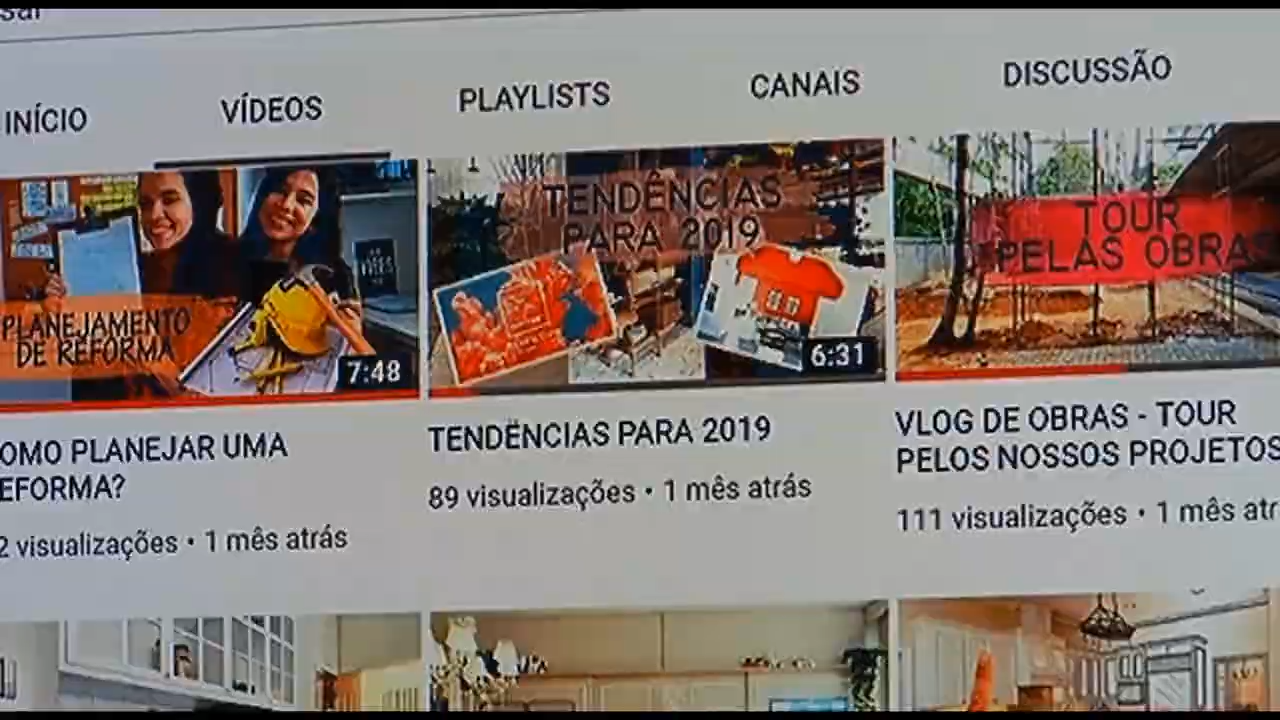 INÍCIO
VÍDEOS
PLAYLISTS
CANAIS
DISCUSSÃO
PLANEJAMENTO
DE REFORMA
7:48
TENDÊNCIAS
PARA 2019
6:31
TOUR
PELAS OBRAS
OMO PLANEJAR UMA
EFORMA?
2 visualizações • 1 mês atrás
TENDÊNCIAS PARA 2019
89 visualizações • 1 mês atrás
VLOG DE OBRAS - TOUR
PELOS NOSSOS PROJETOS
111 visualizações • 1 mês atr